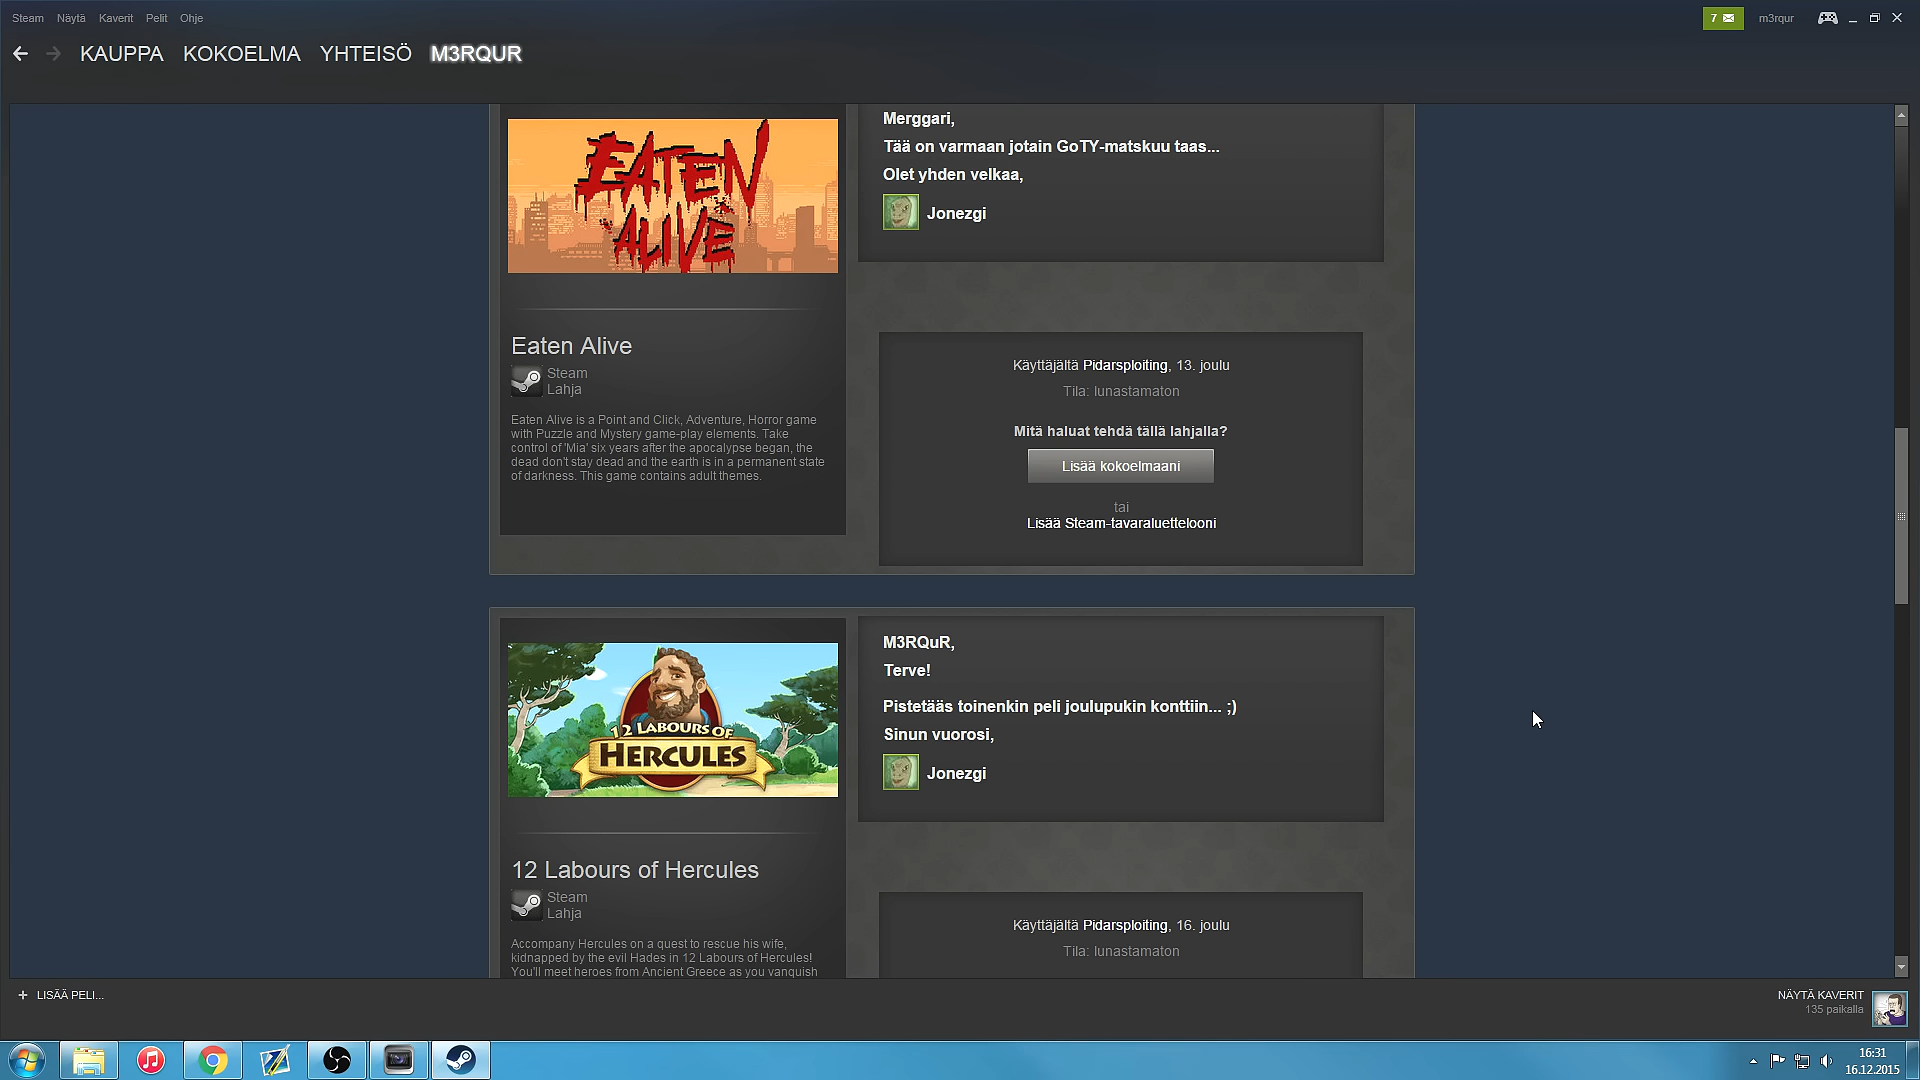 Steam Näytä Kaverit Pelit Ohje
7
m3rqur
KAUPPA KOKOELMA YHTEISÖ M3RQUR
EATEN
ALIVE
Merggari,
Tää on varmaan jotain GoTY-matskuu taas...
Olet yhden velkaa,
Jonezgi
Eaten Alive
Steam
Lahja
Eaten Alive is a Point and Click, Adventure, Horror game
with Puzzle and Mystery game-play elements. Take
control of 'Mia' six years after the apocalypse began, the
dead don't stay dead and the earth is in a permanent state
of darkness. This game contains adult themes.
Käyttäjältä Pidarsploiting, 13. joulu
Tila: lunastamaton
Mitä haluat tehdä tällä lahjalla?
Lisää kokoelmaani
tai
Lisää Steam-tavaraluettelooni
12 LABOURS OF
HERCULES
M3RQuR,
Terve!
Pistetääs toinenkin peli joulupukin konttiin... ;)
Sinun vuorosi,
Jonezgi
12 Labours of Hercules
Steam
Lahja
Accompany Hercules on a quest to rescue his wife,
kidnapped by the evil Hades in 12 Labours of Hercules!
You'll meet heroes from Ancient Greece as you vanquish
Käyttäjältä Pidarsploiting, 16. joulu
Tila: lunastamaton
+ LISÄÄ PELI...
NÄYTÄ KAVERIT
135 paikalla
16:31
16.12.2015